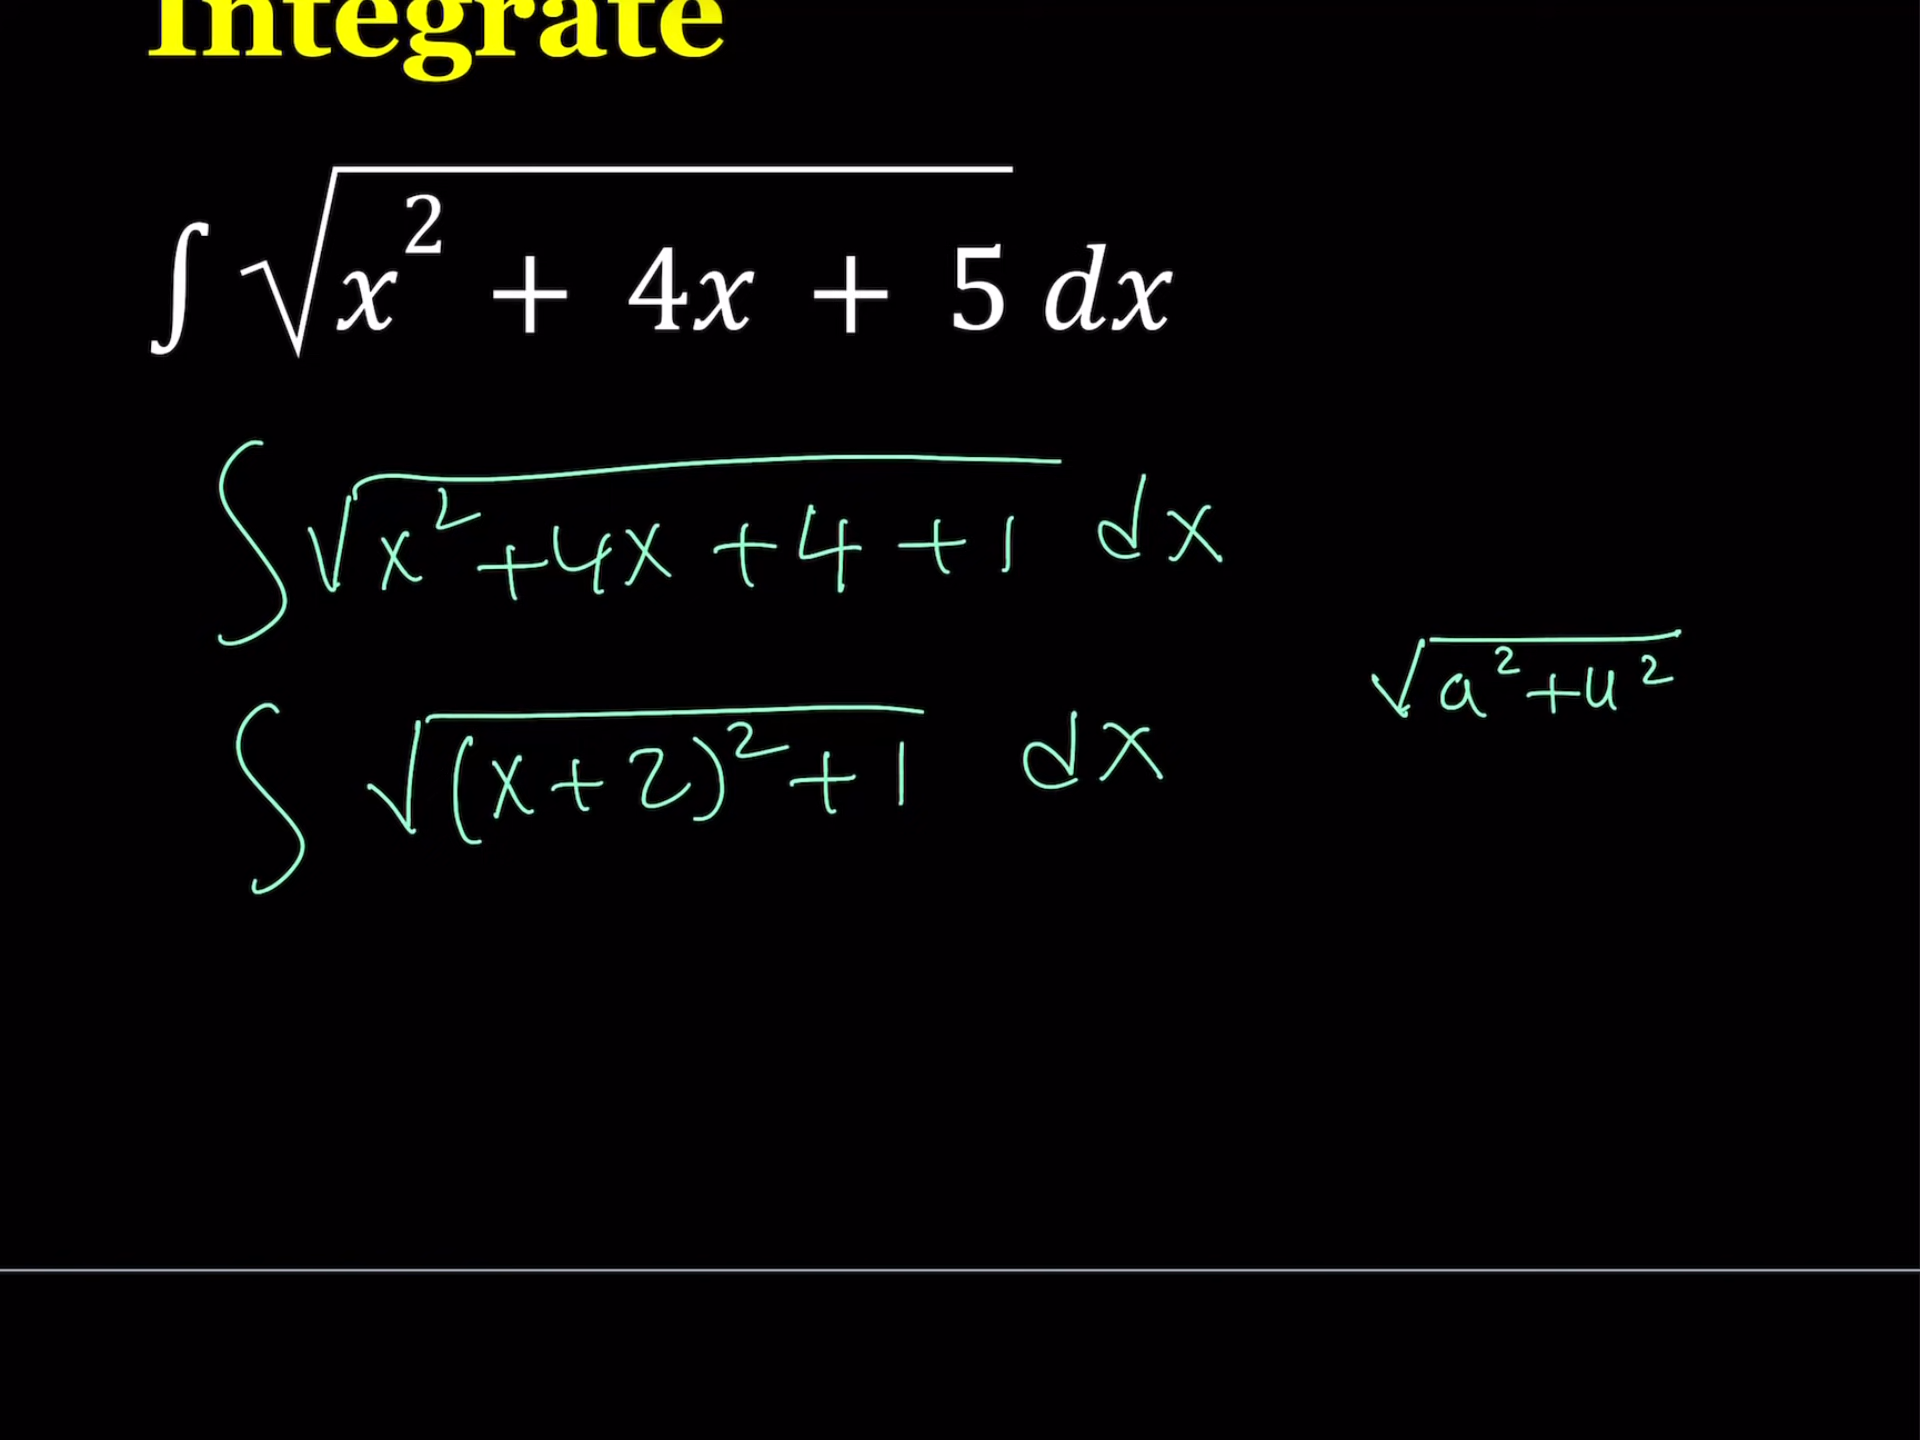 Integrate
∫ √(x² + 4x + 5) dx
∫ √(x² + 4x + 4 + 1) dx
√(a² + u²)
∫ √((x + 2)² + 1) dx